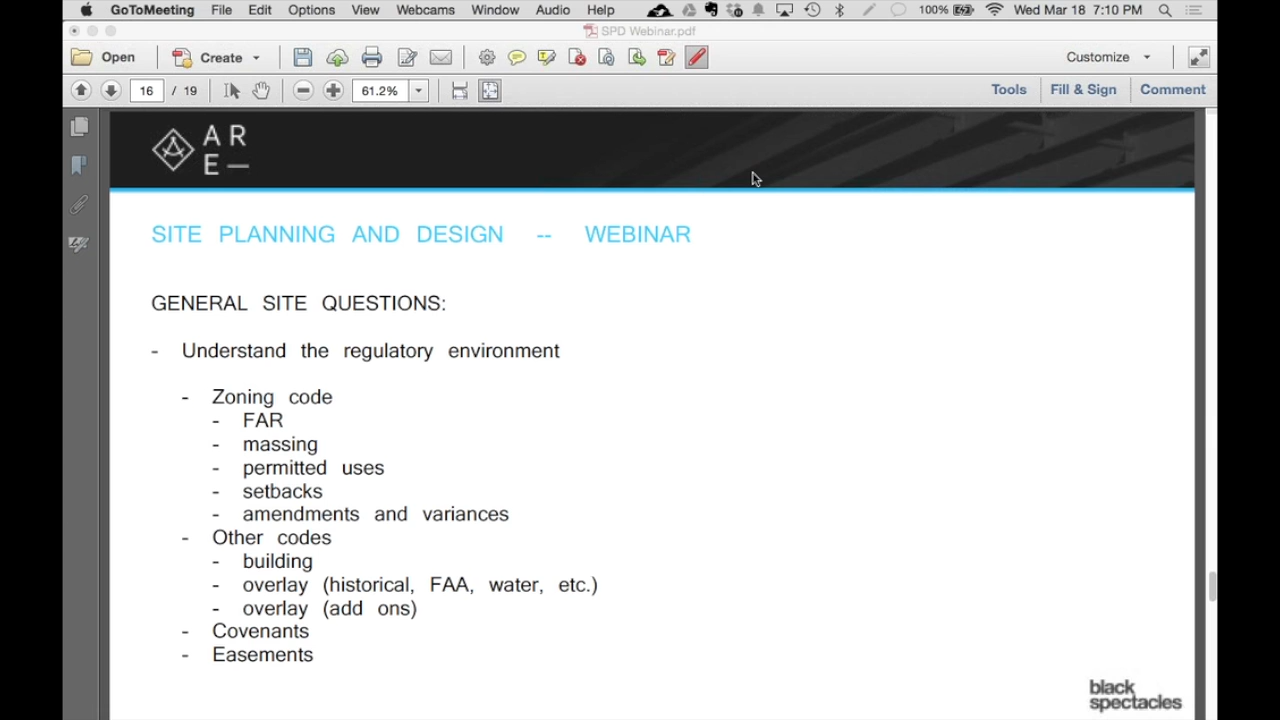 GoToMeeting File Edit Options View Webcams Window Audio Help 100% Wed Mar 18 7:10 PM
SPD Webinar.pdf
Open Create Customize
16 / 19 61.2% Tools Fill & Sign Comment
A R
E —
SITE PLANNING AND DESIGN -- WEBINAR
GENERAL SITE QUESTIONS:
- Understand the regulatory environment
- Zoning code
- FAR
- massing
- permitted uses
- setbacks
- amendments and variances
- Other codes
- building
- overlay (historical, FAA, water, etc.)
- overlay (add ons)
- Covenants
- Easements
black
spectacles